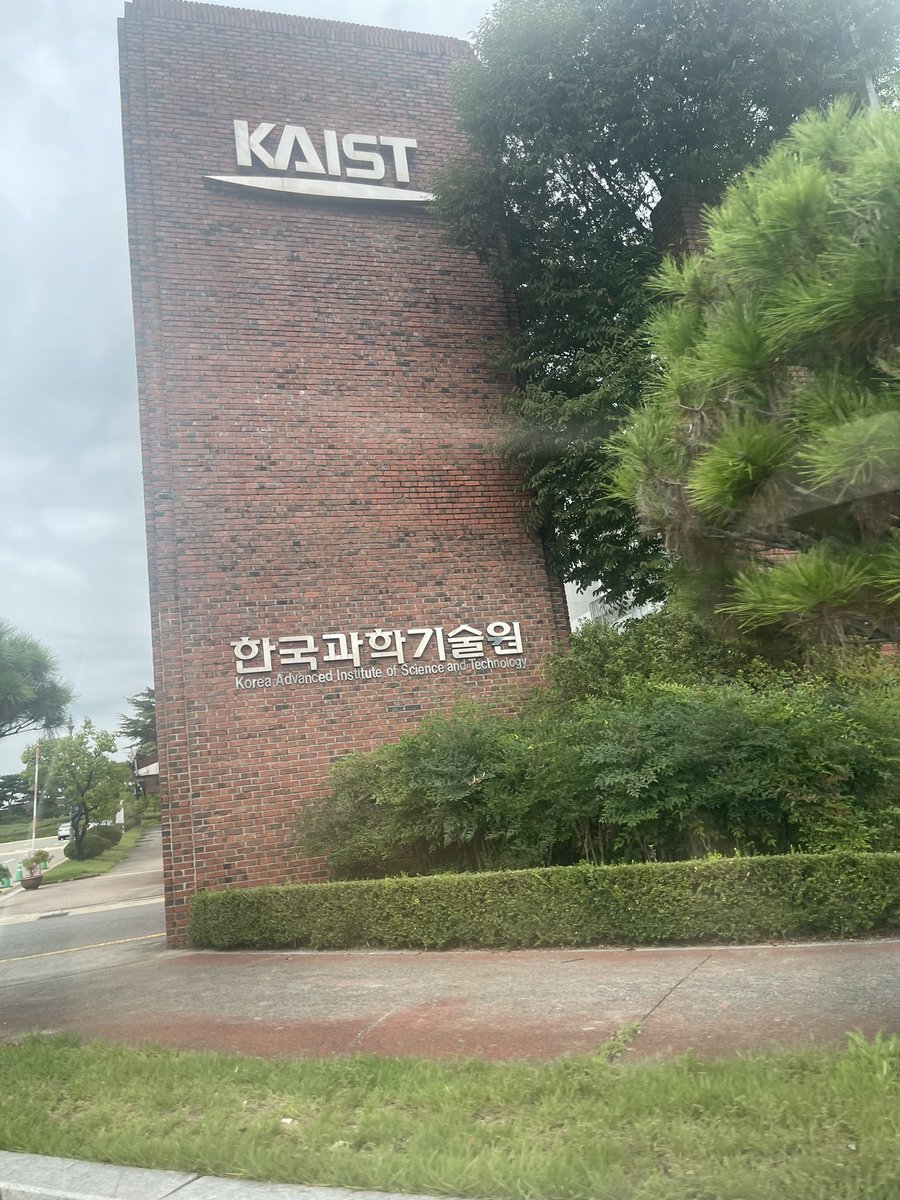 KAIST
한국과학기술원
Korea Advanced Institute of Science and Technology